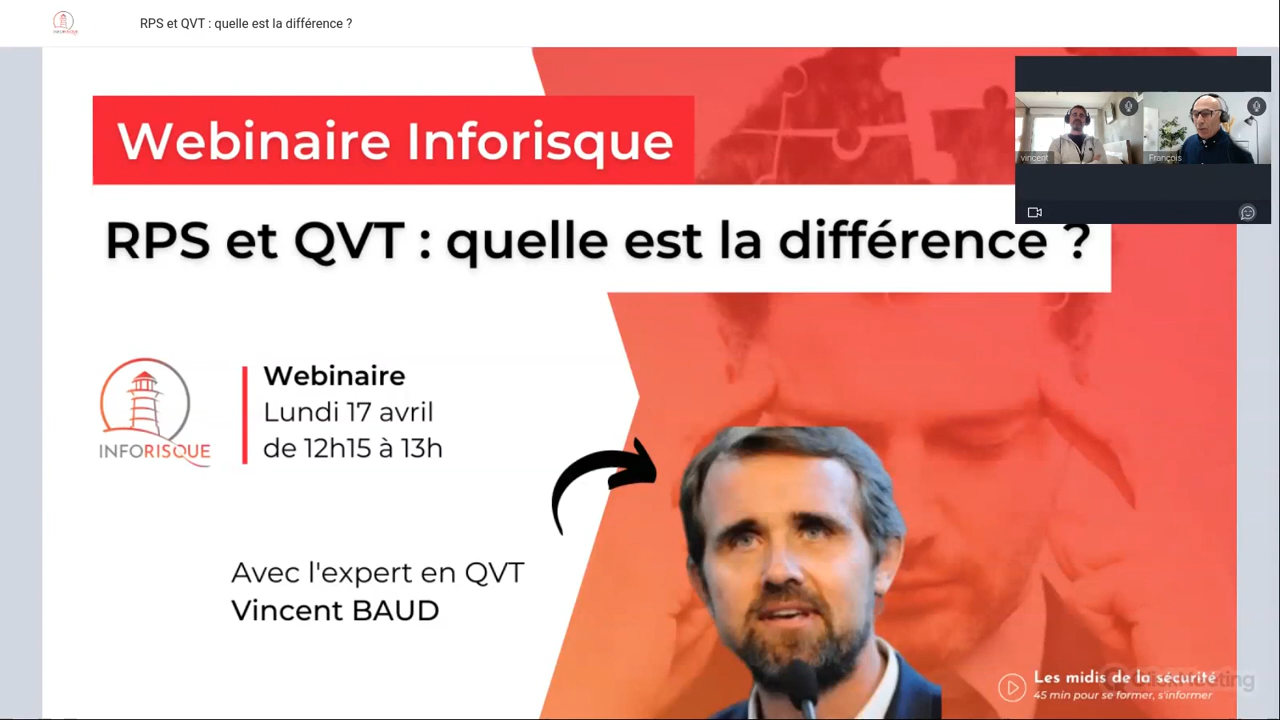 RPS et QVT : quelle est la différence ?
Webinaire Inforisque
vincent
François
RPS et QVT : quelle est la différence ?
INFORISQUE
Webinaire
Lundi 17 avril
de 12h15 à 13h
Avec l'expert en QVT
Vincent BAUD
Les midis de la sécurité
45 min pour se former, s'informer